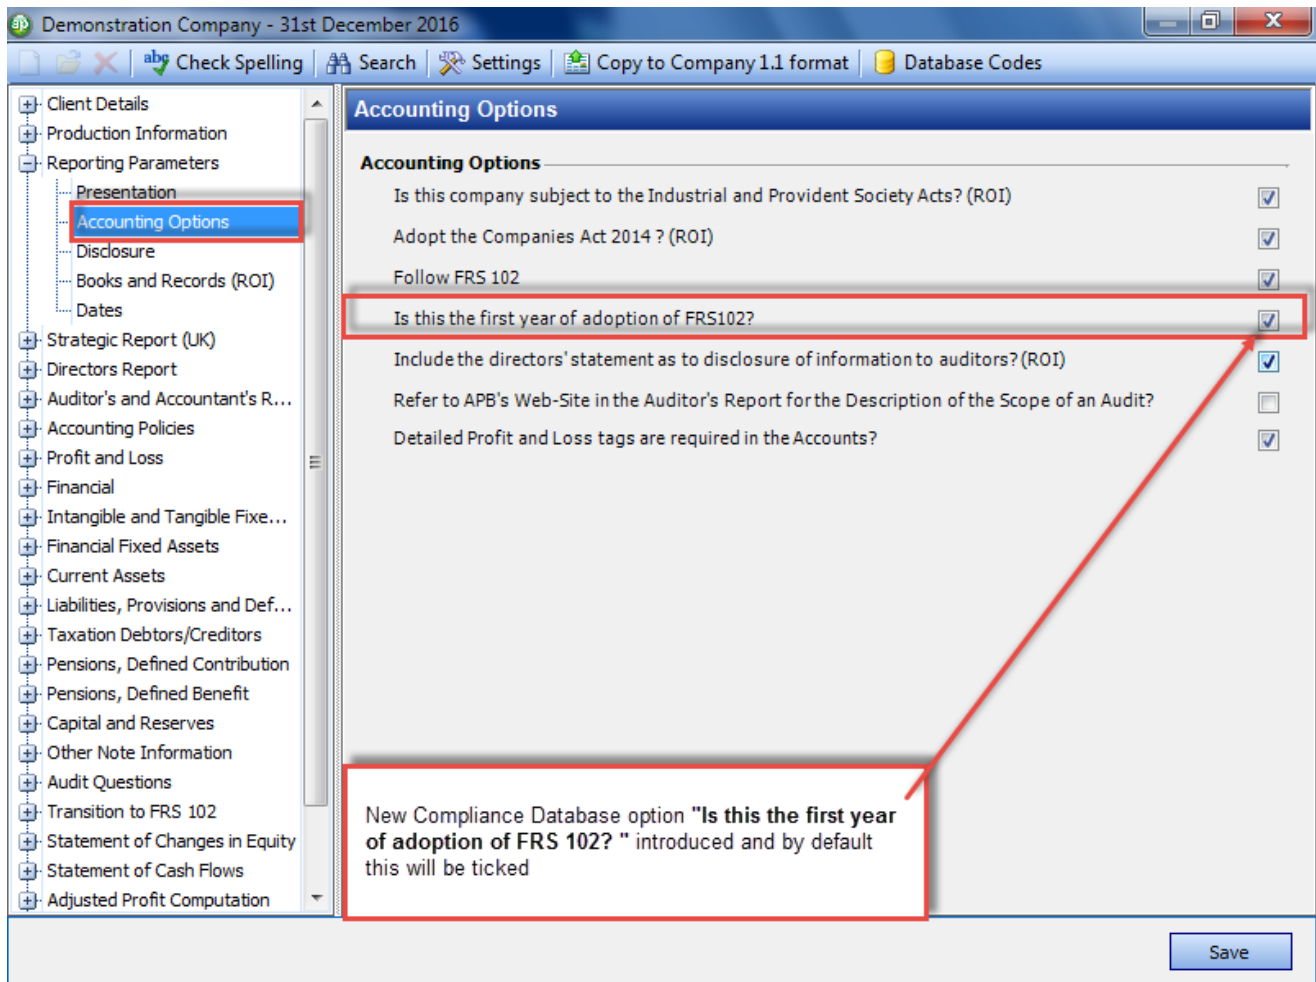 Demonstration Company - 31st December 2016
Check Spelling Search Settings Copy to Company 1.1 format Database Codes
Client Details
Production Information
Reporting Parameters
Presentation
Accounting Options
Disclosure
Books and Records (ROI)
Dates
Strategic Report (UK)
Directors Report
Auditor's and Accountant's R...
Accounting Policies
Profit and Loss
Financial
Intangible and Tangible Fixe...
Financial Fixed Assets
Current Assets
Liabilities, Provisions and Def...
Taxation Debtors/Creditors
Pensions, Defined Contribution
Pensions, Defined Benefit
Capital and Reserves
Other Note Information
Audit Questions
Transition to FRS 102
Statement of Changes in Equity
Statement of Cash Flows
Adjusted Profit Computation
Accounting Options
Accounting Options
Is this company subject to the Industrial and Provident Society Acts? (ROI)
Adopt the Companies Act 2014 ? (ROI)
Follow FRS 102
Is this the first year of adoption of FRS102?
Include the directors' statement as to disclosure of information to auditors? (ROI)
Refer to APB's Web-Site in the Auditor's Report for the Description of the Scope of an Audit?
Detailed Profit and Loss tags are required in the Accounts?
New Compliance Database option "Is this the first year
of adoption of FRS 102? " introduced and by default
this will be ticked
Save